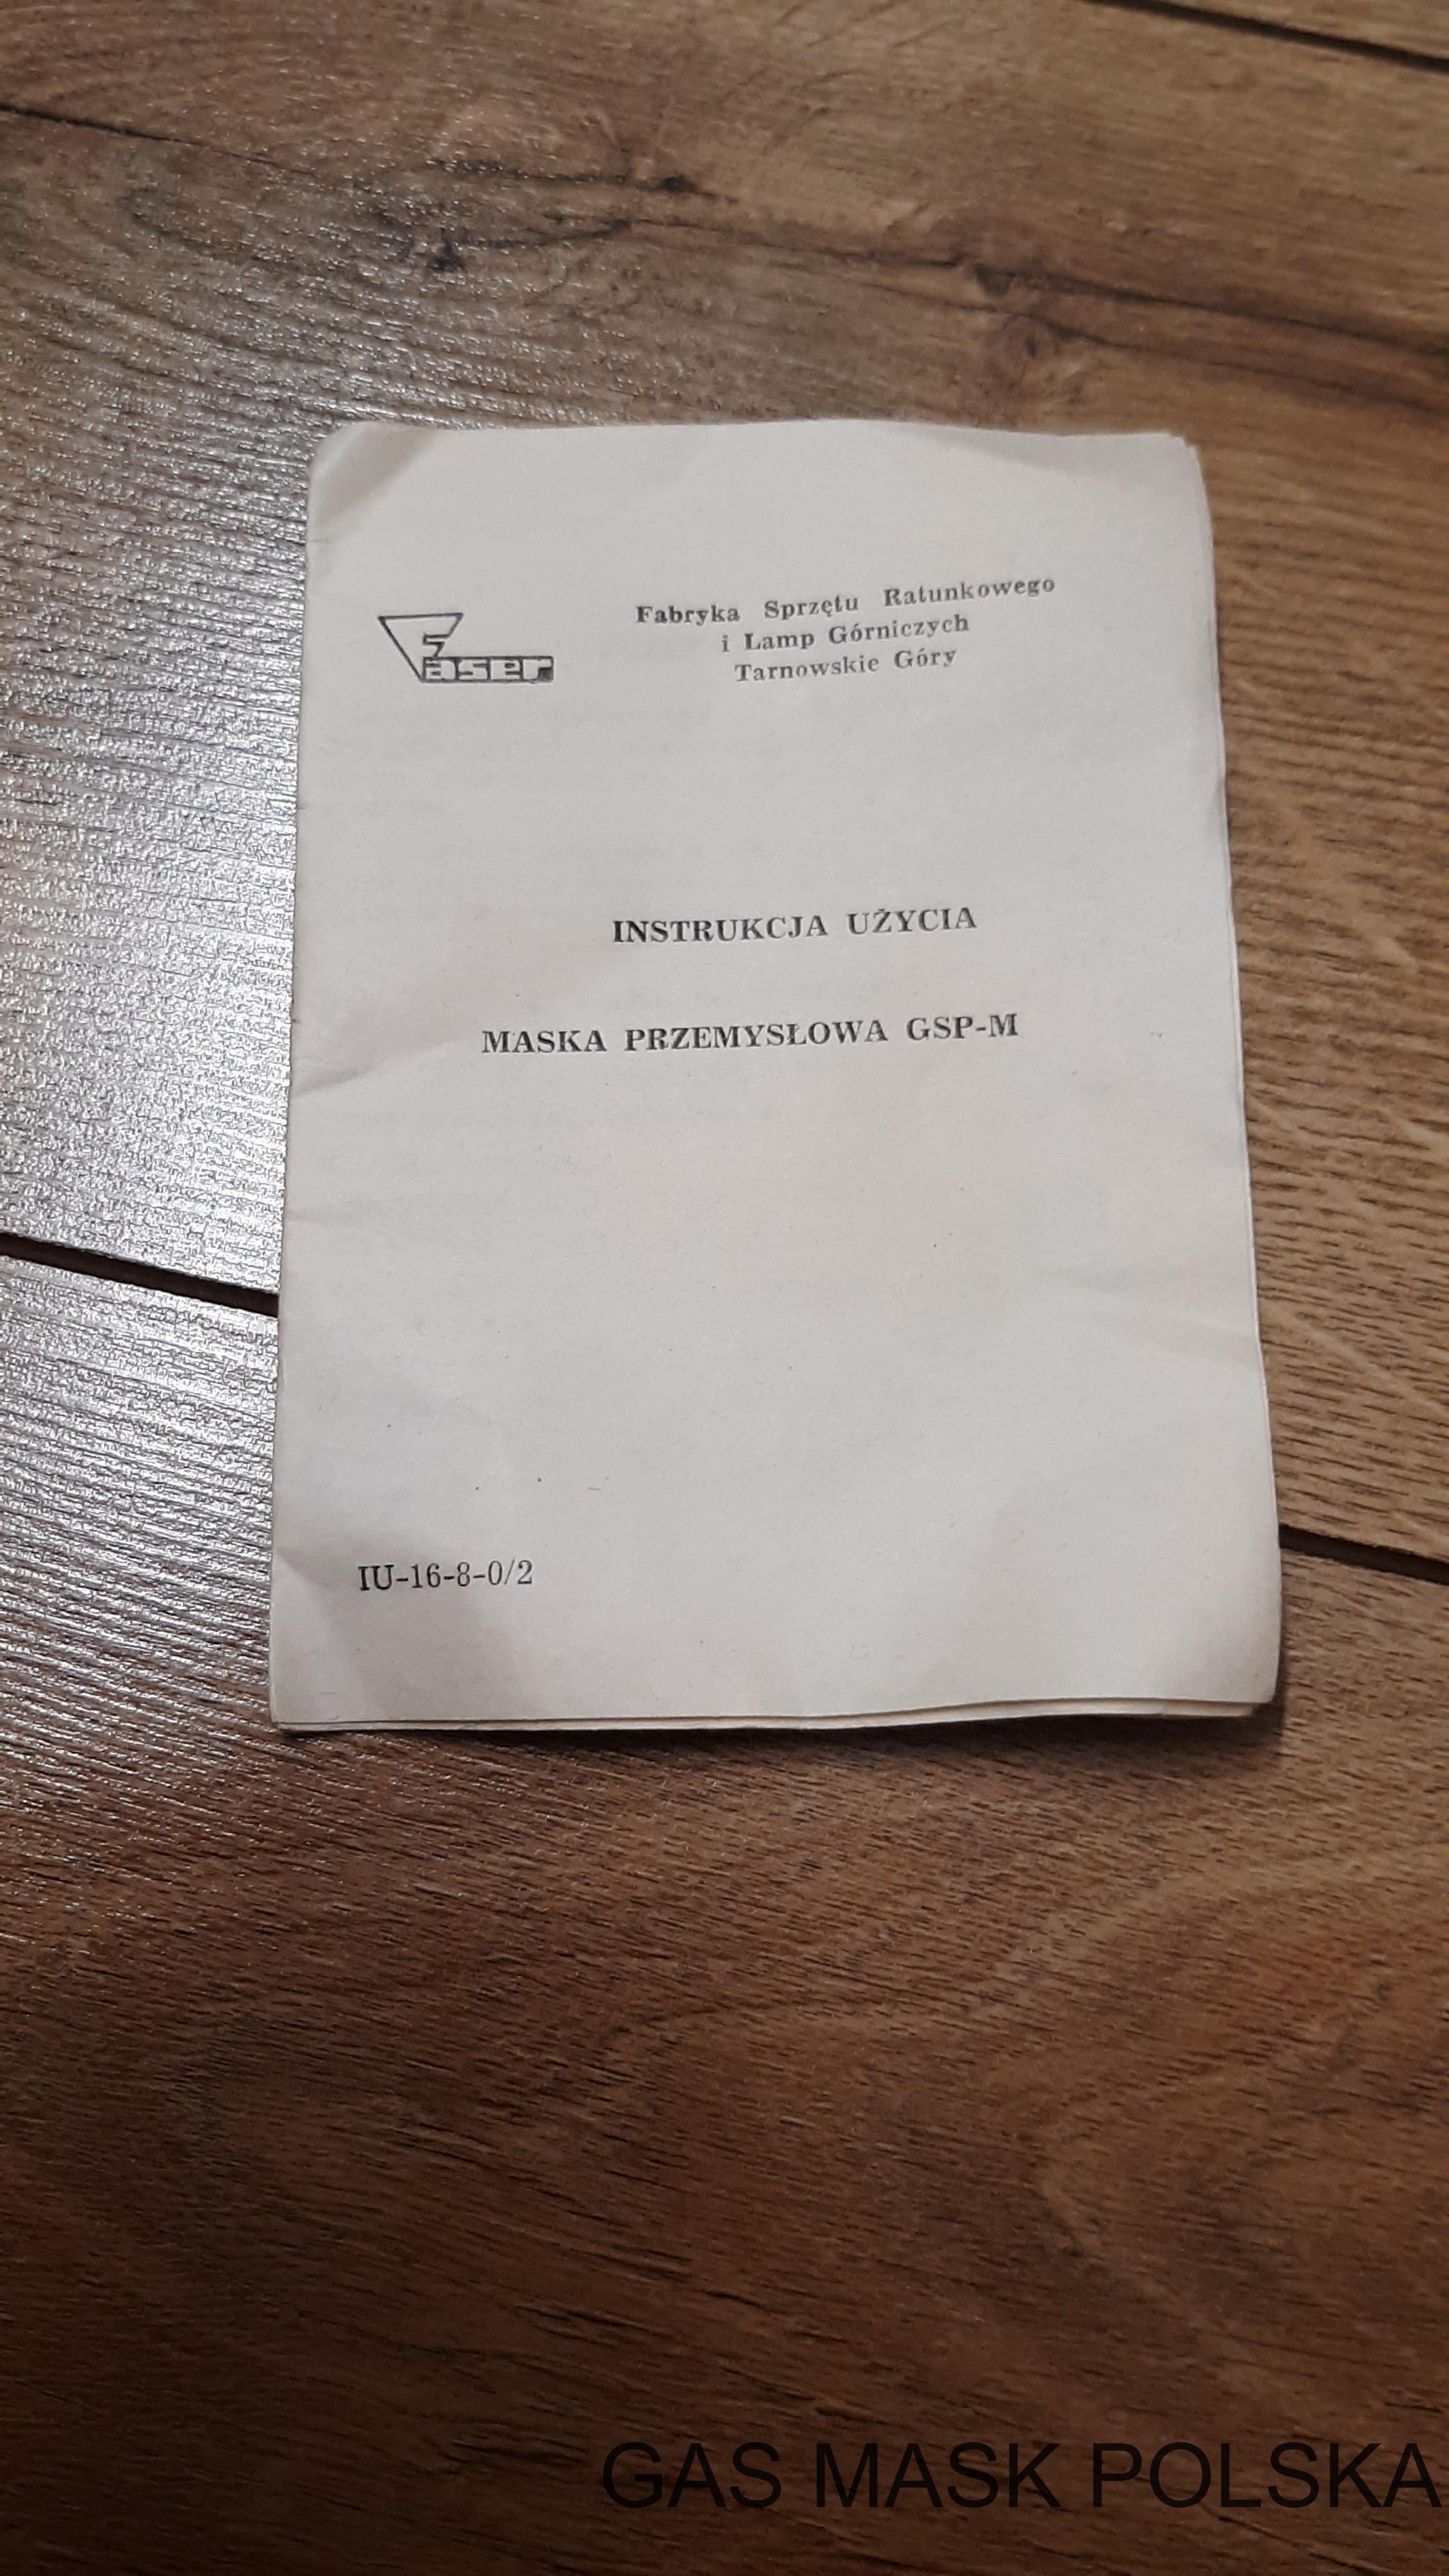 Faser
Fabryka Sprzętu Ratunkowego
i Lamp Górniczych
Tarnowskie Góry
INSTRUKCJA UŻYCIA
MASKA PRZEMYSŁOWA GSP-M
IU-16-8-0/2
GAS MASK POLSKA